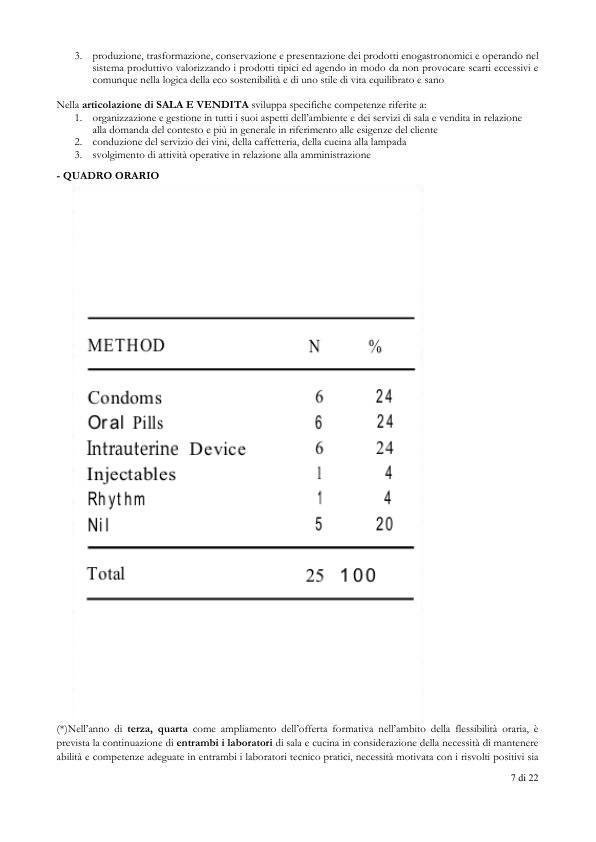 3. produzione, trasformazione, conservazione e presentazione dei prodotti enogastronomici e operando nel
sistema produttivo valorizzando i prodotti tipici ed agendo in modo da non provocare scarti eccessivi e
comunque nella logica della eco sostenibilità e di uno stile di vita equilibrato e sano
Nella articolazione di SALA E VENDITA sviluppa specifiche competenze riferite a:
1. organizzazione e gestione in tutti i suoi aspetti dell'ambiente e dei servizi di sala e vendita in relazione
alla domanda del contesto e più in generale in riferimento alle esigenze del cliente
2. conduzione del servizio dei vini, della caffetteria, della cucina alla lampada
3. svolgimento di attività operative in relazione alla amministrazione
- QUADRO ORARIO
METHOD N %
Condoms 6 24
Oral Pills 6 24
Intrauterine Device 6 24
Injectables 1 4
Rhythm 1 4
Nil 5 20
Total 25 100
(*)Nell'anno di terza, quarta come ampliamento dell'offerta formativa nell'ambito della flessibilità oraria, è
prevista la continuazione di entrambi i laboratori di sala e cucina in considerazione della necessità di mantenere
abilità e competenze adeguate in entrambi i laboratori tecnico pratici, necessità motivata con i risvolti positivi sia
7 di 22